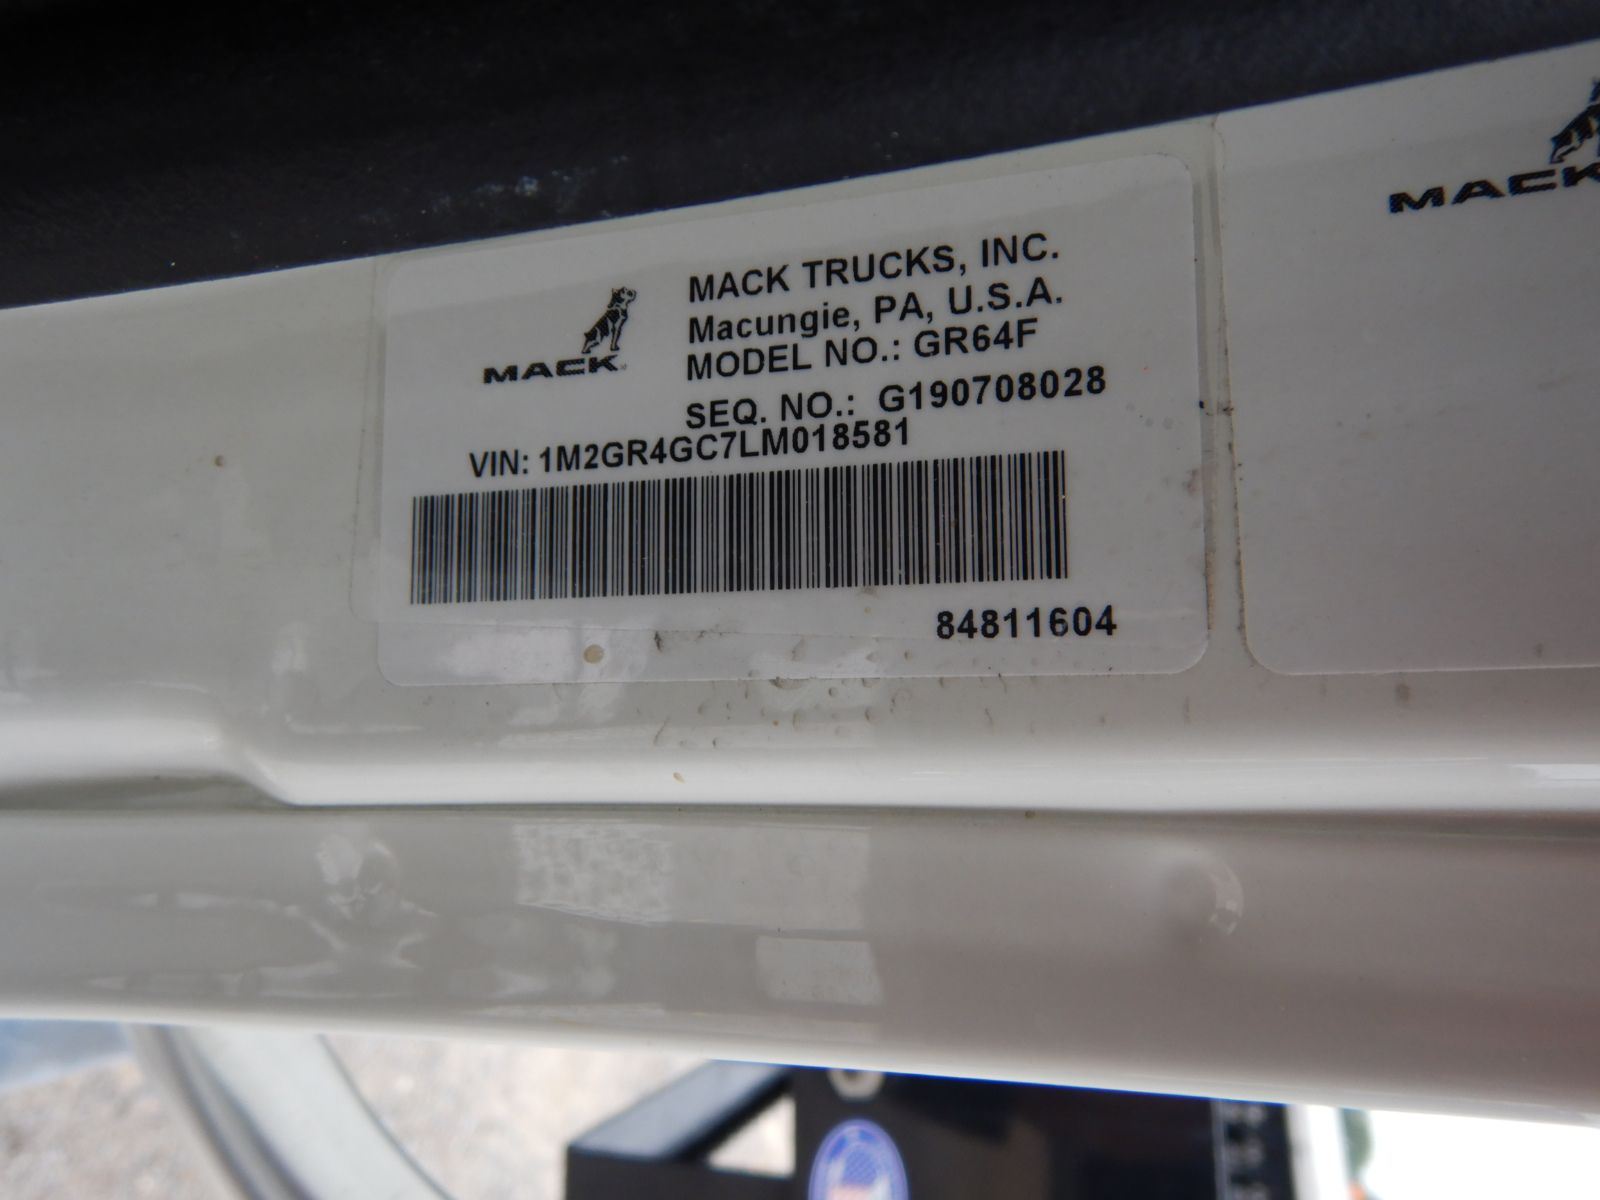 MACK TRUCKS, INC.
Macungie, PA, U.S.A.
MODEL NO.: GR64F
MACK
SEQ. NO.: G190708028
VIN: 1M2GR4GC7LM018581
84811604
MACK